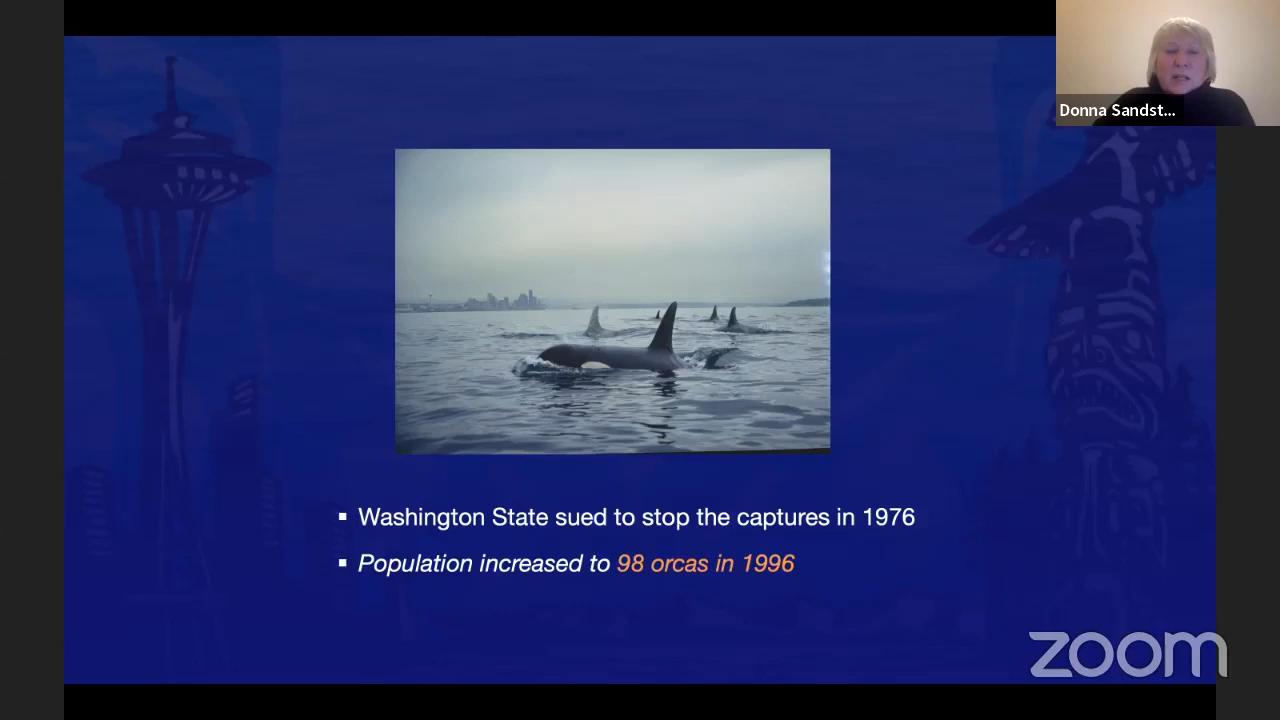 Donna Sandst...
▪ Washington State sued to stop the captures in 1976
▪ Population increased to 98 orcas in 1996
zoom